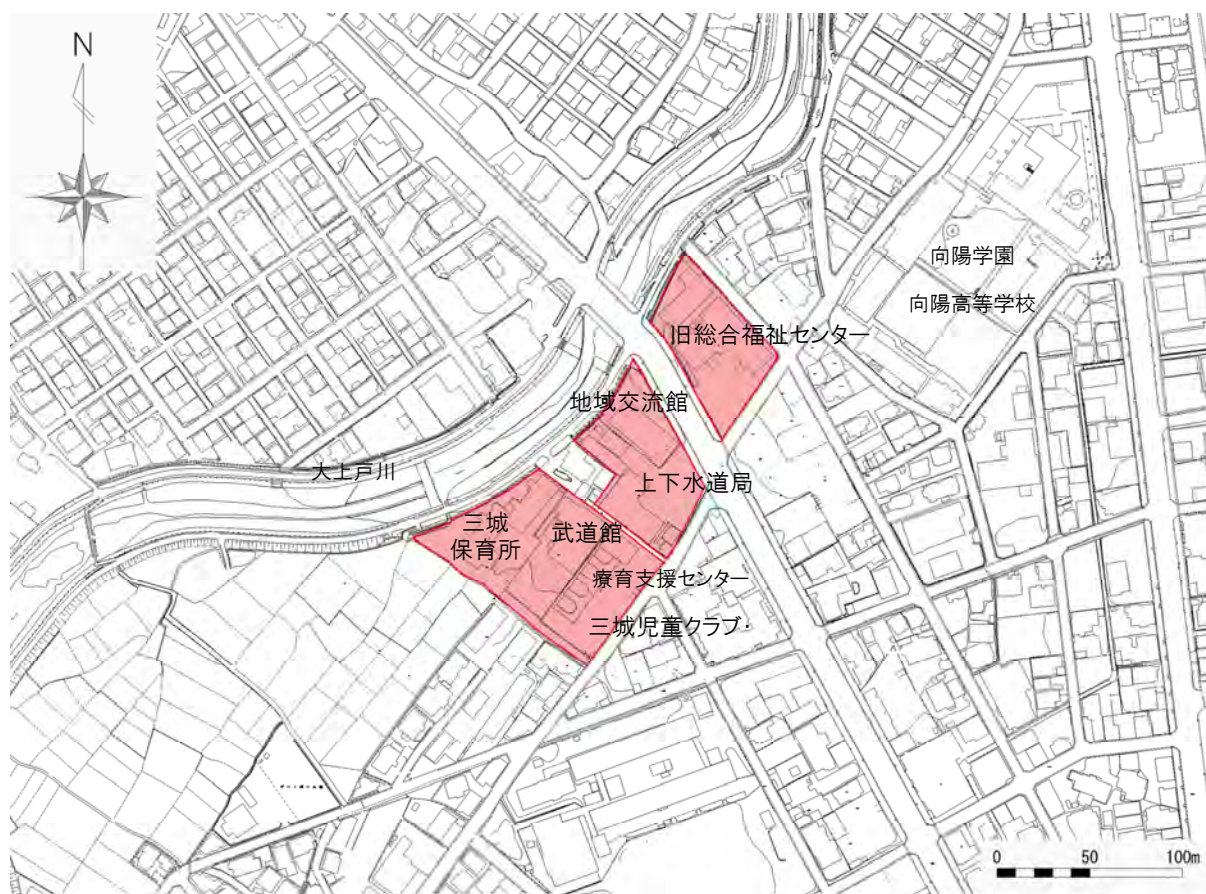 N
向陽学園
向陽高等学校
旧総合福祉センター
地域交流館
大上戸川
上下水道局
三城
保育所
武道館
療育支援センター
三城児童クラブ・
0 50 100m